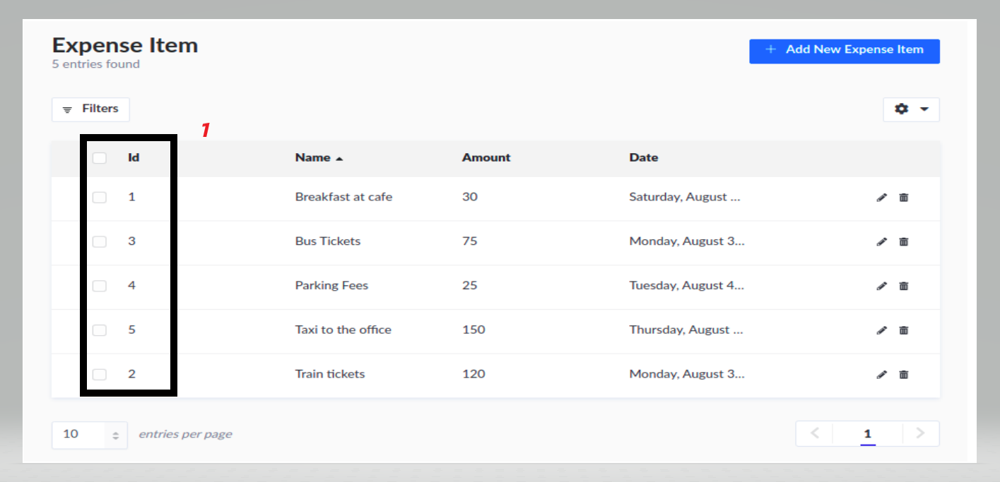 Expense Item
5 entries found
+ Add New Expense Item
Filters
1
Id Name Amount Date
1 Breakfast at cafe 30 Saturday, August ...
3 Bus Tickets 75 Monday, August 3...
4 Parking Fees 25 Tuesday, August 4...
5 Taxi to the office 150 Thursday, August ...
2 Train tickets 120 Monday, August 3...
10 entries per page < 1 >